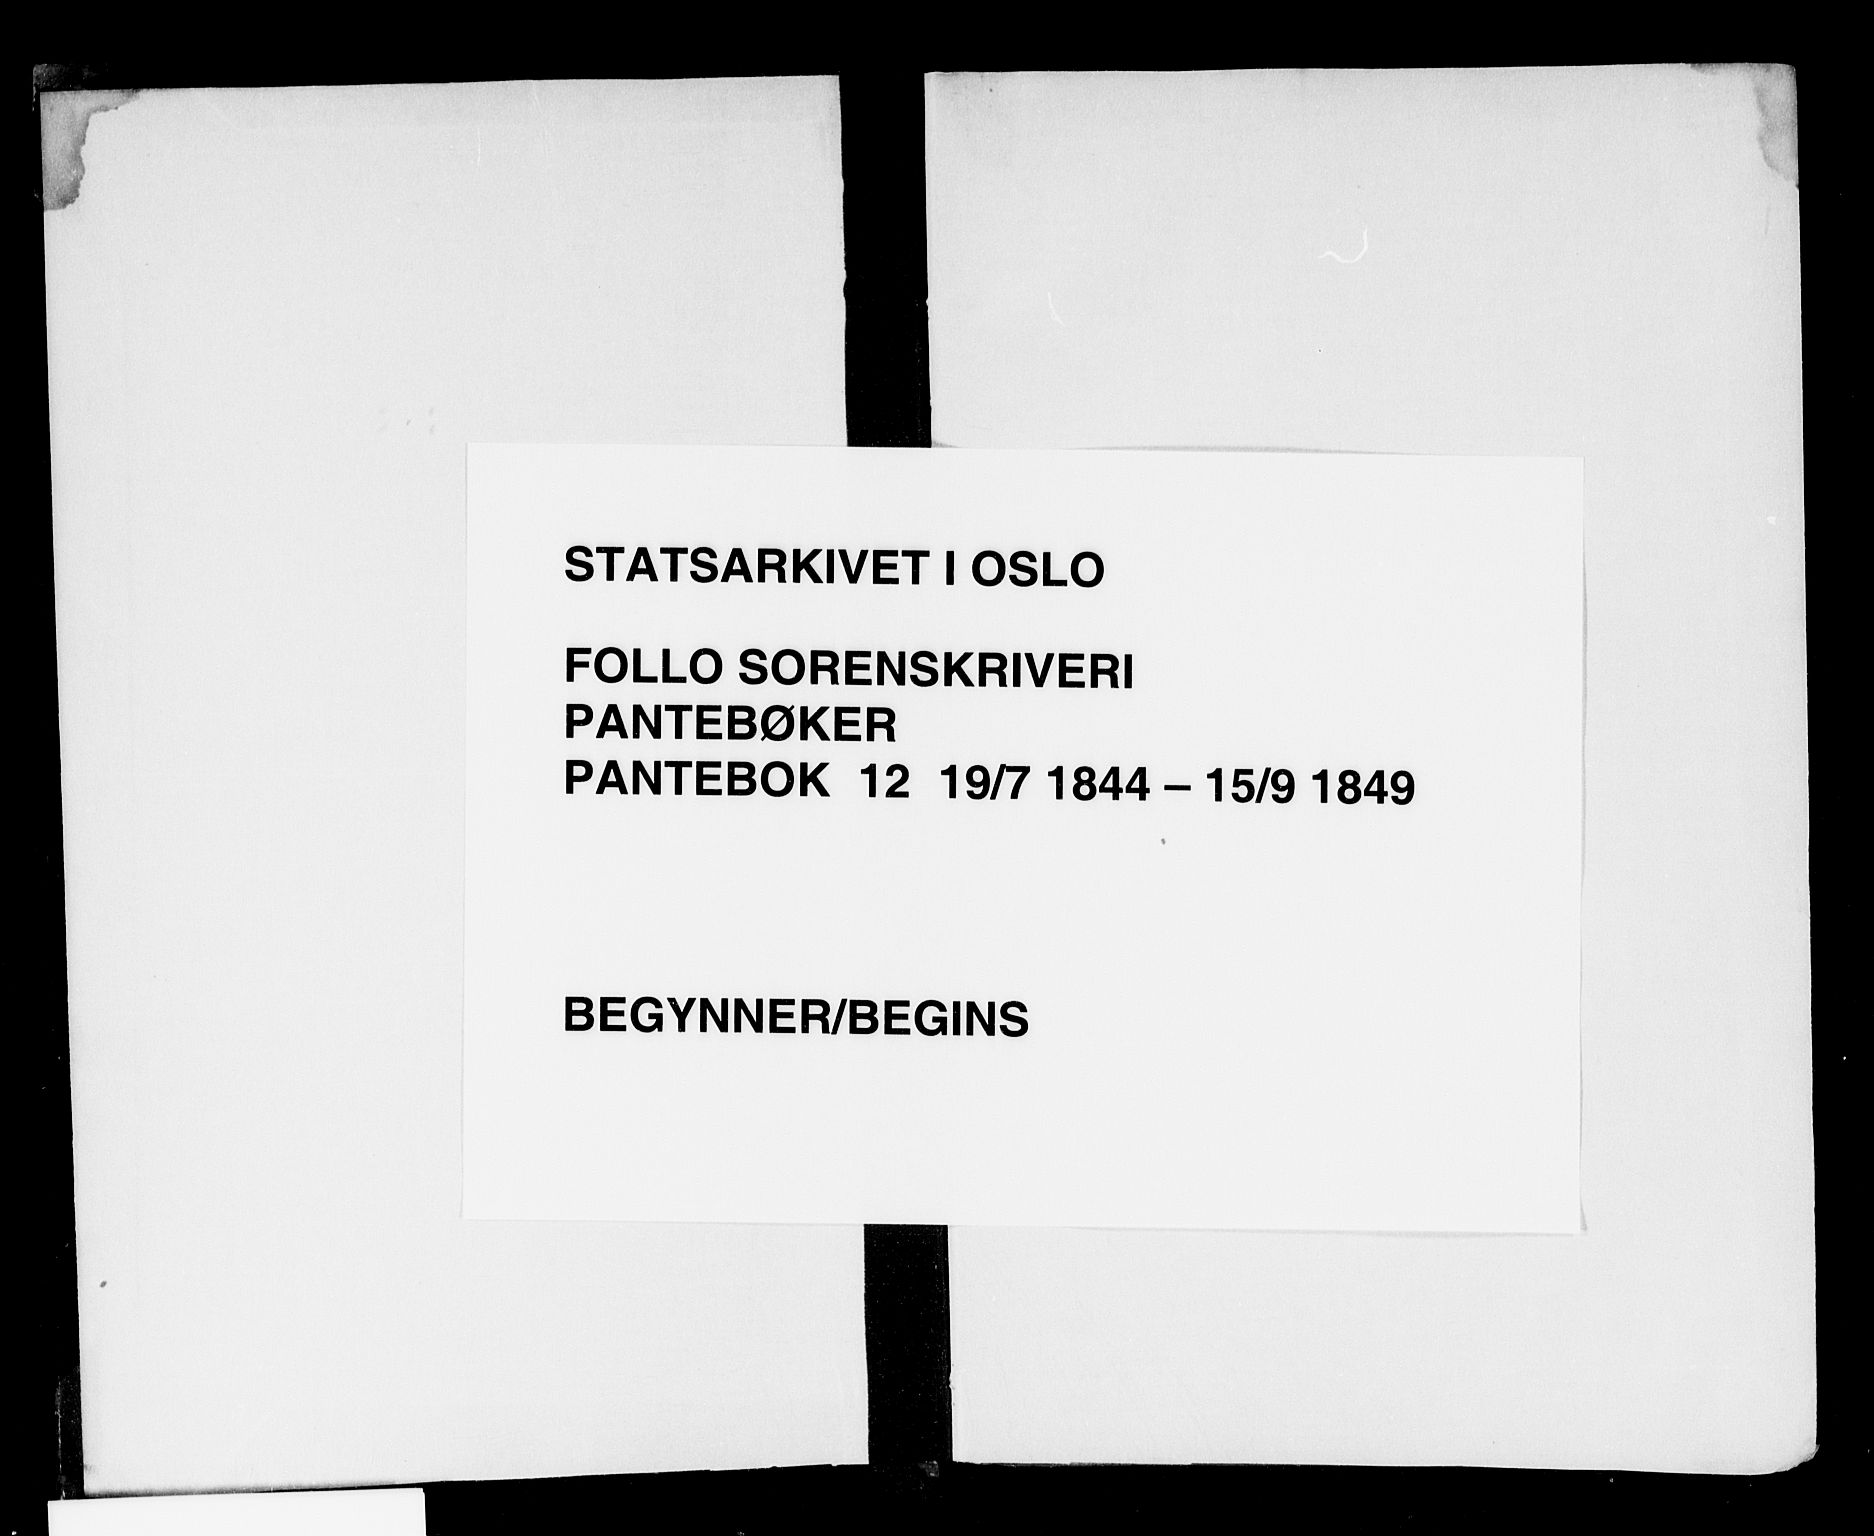 STATSARKIVET I OSLO
FOLLO SORENSKRIVERI
PANTEBØKER
PANTEBOK 12 19/7 1844 – 15/9 1849
BEGYNNER/BEGINS